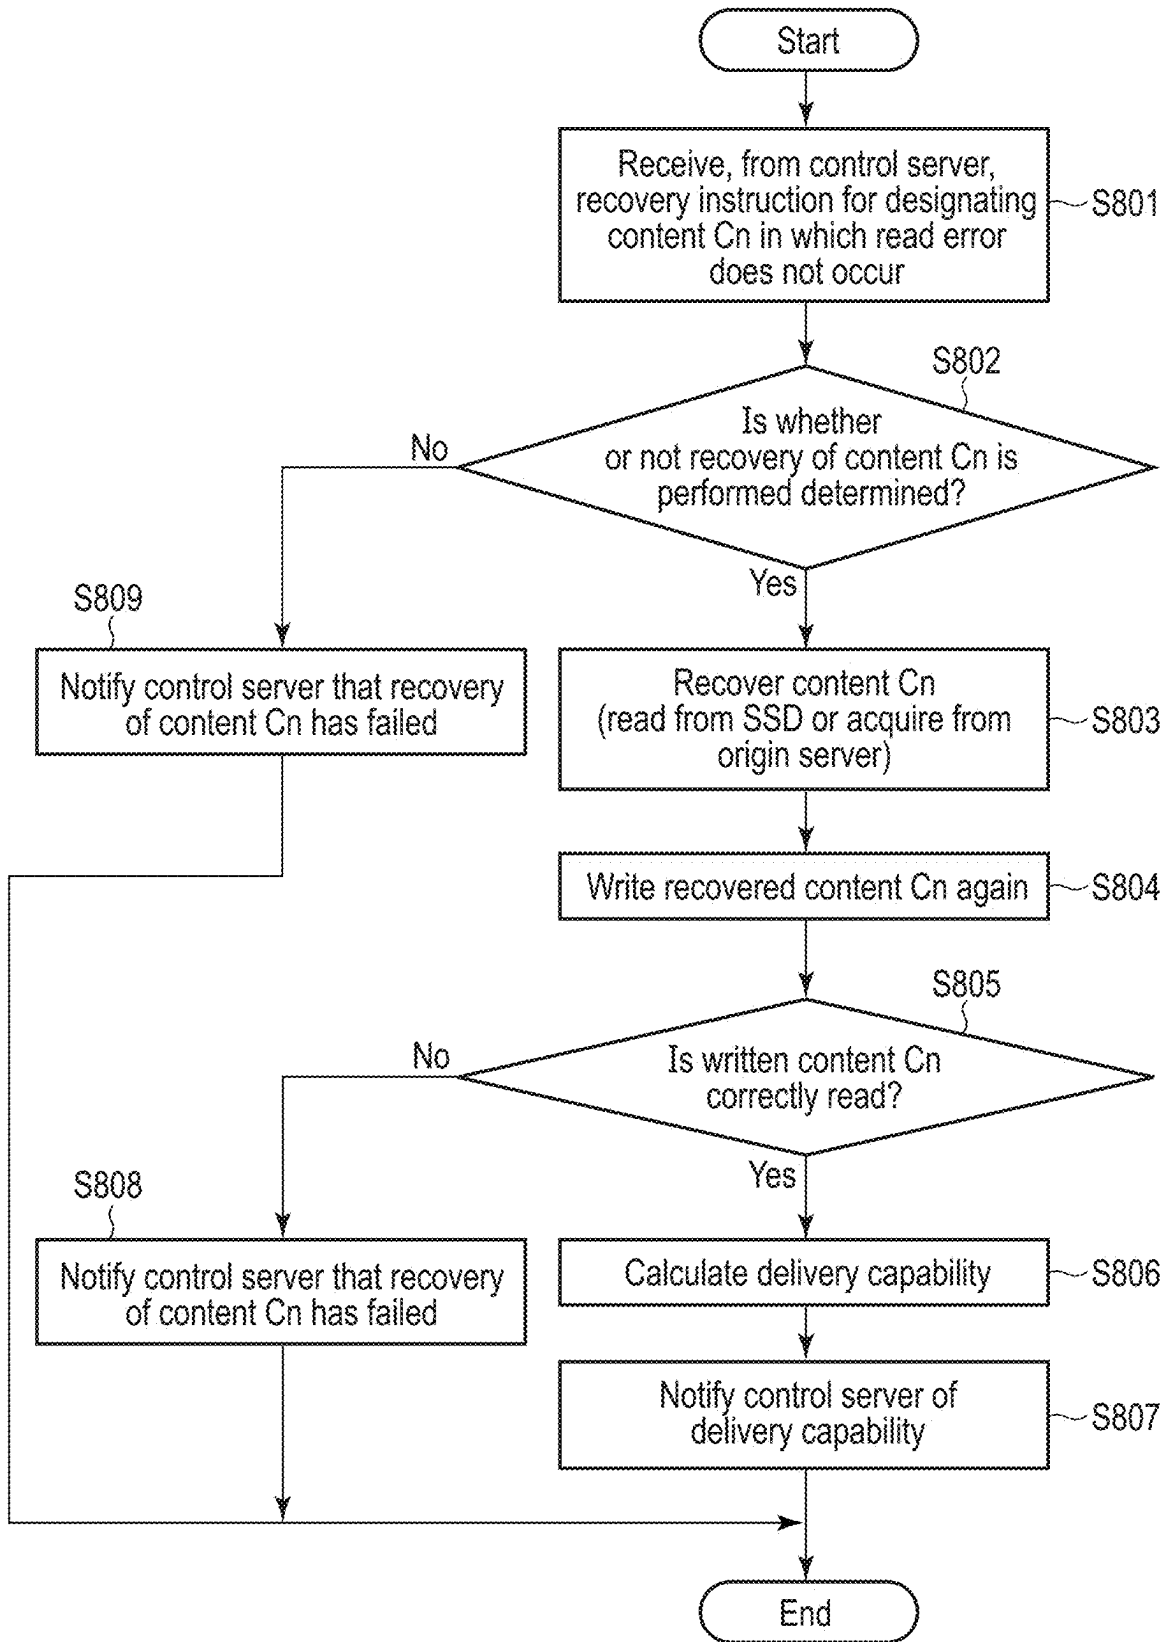 Start
Receive, from control server,
recovery instruction for designating
content Cn in which read error
does not occur
S801
S802
Is whether
or not recovery of content Cn is
performed determined?
No
Yes
S809
Notify control server that recovery
of content Cn has failed
Recover content Cn
(read from SSD or acquire from
origin server)
S803
Write recovered content Cn again
S804
S805
Is written content Cn
correctly read?
No
Yes
S808
Notify control server that recovery
of content Cn has failed
Calculate delivery capability
S806
Notify control server of
delivery capability
S807
End